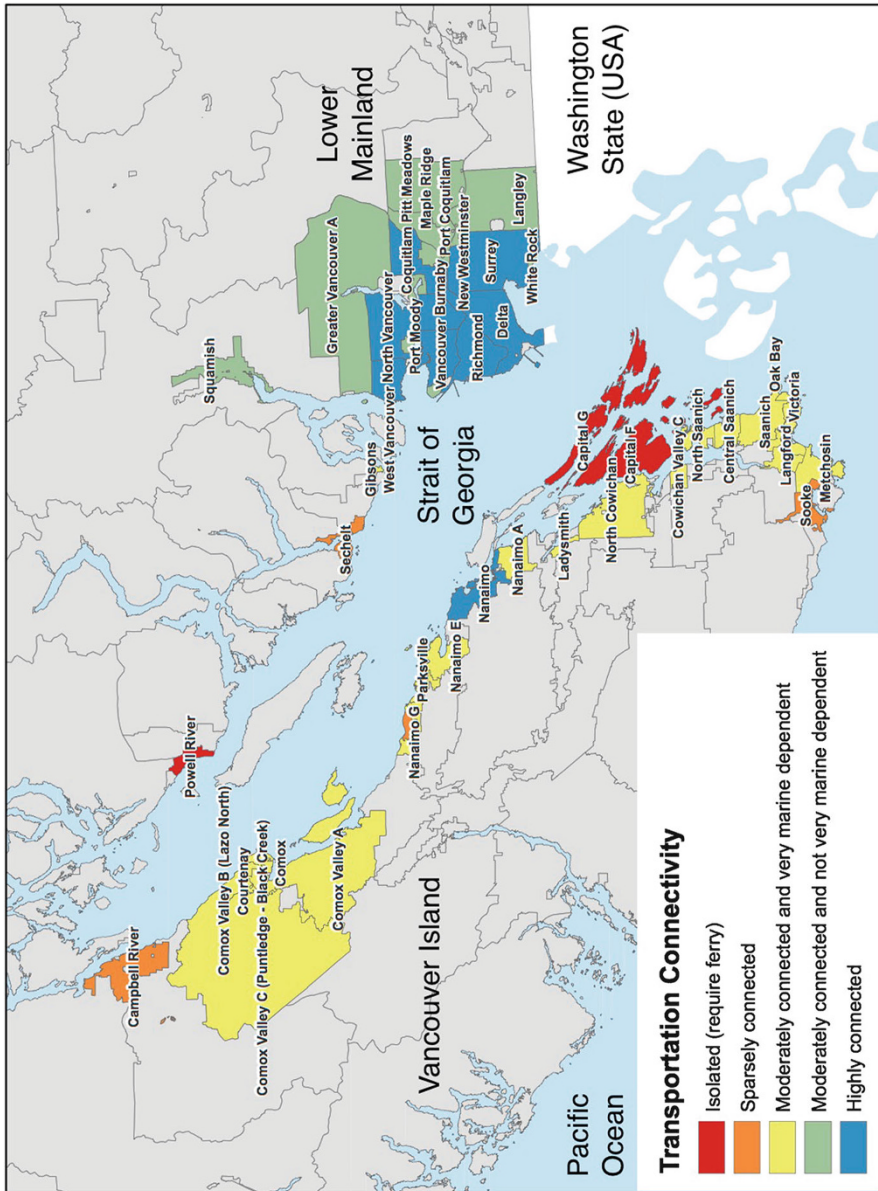 Lower
Mainland
Washington
State (USA)
Strait of
Georgia
Vancouver Island
Pacific
Ocean
Squamish
Greater Vancouver A
Gibsons
West Vancouver
North Vancouver
Port Moody
Coquitlam
Pitt Meadows
Maple Ridge
Port Coquitlam
Vancouver
Burnaby
New Westminster
Langley
Richmond
Surrey
Delta
White Rock
Sechelt
Powell River
Campbell River
Comox Valley B (Lazo North)
Courtenay
Comox Valley C (Puntledge - Black Creek)
Comox
Comox Valley A
Nanaimo G
Parksville
Nanaimo E
Nanaimo
Nanaimo A
Ladysmith
North Cowichan
Capital G
Capital F
Cowichan Valley C
North Saanich
Central Saanich
Saanich
Oak Bay
Langford
Victoria
Sooke
Metchosin
Transportation Connectivity
Isolated (require ferry)
Sparsely connected
Moderately connected and very marine dependent
Moderately connected and not very marine dependent
Highly connected